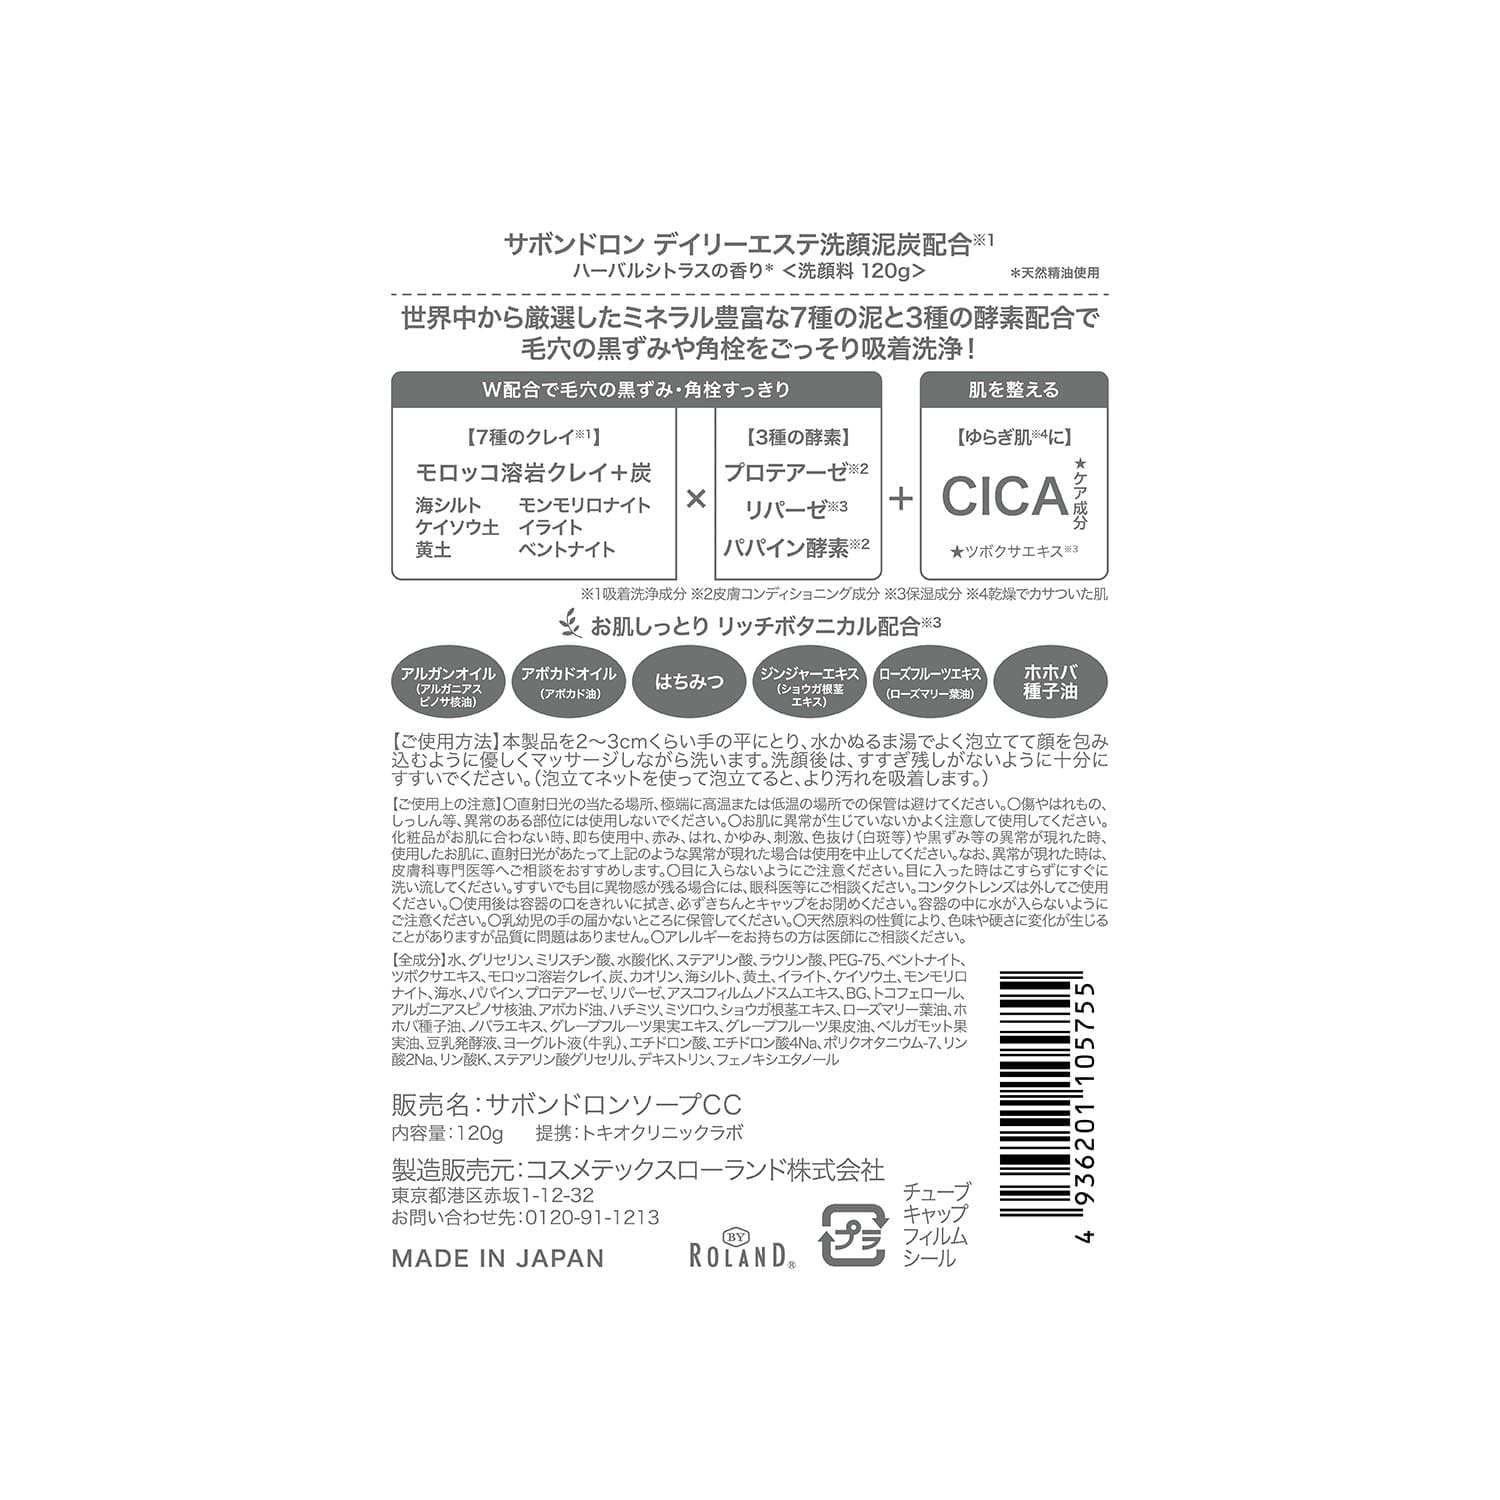 サボンドロン デイリーエステ洗顔泥炭配合※1
ハーバルシトラスの香り* ＜洗顔料 120g＞ *天然精油使用
世界中から厳選したミネラル豊富な7種の泥と3種の酵素配合で
毛穴の黒ずみや角栓をごっそり吸着洗浄！
W配合で毛穴の黒ずみ・角栓すっきり
【7種のクレイ※1】
モロッコ溶岩クレイ＋炭
海シルト モンモリロナイト
ケイソウ土 イライト
黄土 ベントナイト
×
【3種の酵素】
プロテアーゼ※2
リパーゼ※3
パパイン酵素※2
＋
肌を整える
【ゆらぎ肌※4に】
CICA★ケア成分
★ツボクサエキス※3
※1吸着洗浄成分 ※2皮膚コンディショニング成分 ※3保湿成分 ※4乾燥でカサついた肌
お肌しっとり リッチボタニカル配合※3
アルガンオイル
（アルガニアス
ピノサ核油）
アボカドオイル
（アボカド油）
はちみつ
ジンジャーエキス
（ショウガ根茎
エキス）
ローズフルーツエキス
（ローズマリー葉油）
ホホバ
種子油
【ご使用方法】本製品を2〜3cmくらい手の平にとり、水かぬるま湯でよく泡立てて顔を包み
込むように優しくマッサージしながら洗います。洗顔後は、すすぎ残しがないように十分に
すすいでください。（泡立てネットを使って泡立てると、より汚れを吸着します。）
【ご使用上の注意】○直射日光の当たる場所、極端に高温または低温の場所での保管は避けてください。○傷やはれもの、
しっしん等、異常のある部位には使用しないでください。○お肌に異常が生じていないかよく注意して使用してください。
化粧品がお肌に合わない時、即ち使用中、赤み、はれ、かゆみ、刺激、色抜け（白斑等）や黒ずみ等の異常が現れた時、
使用したお肌に、直射日光があたって上記のような異常が現れた場合は使用を中止してください。なお、異常が現れた時は、
皮膚科専門医等へご相談をおすすめします。○目に入らないようにご注意ください。目に入った時はこすらずにすぐに
洗い流してください。すすいでも目に異物感が残る場合には、眼科医等にご相談ください。コンタクトレンズは外してご使用
ください。○使用後は容器の口をきれいに拭き、必ずきちんとキャップをお閉めください。容器の中に水が入らないように
ご注意ください。○乳幼児の手の届かないところに保管してください。○天然原料の性質により、色味や硬さに変化が生じる
ことがありますが品質に問題はありません。○アレルギーをお持ちの方は医師にご相談ください。
【全成分】水、グリセリン、ミリスチン酸、水酸化K、ステアリン酸、ラウリン酸、PEG-75、ベントナイト、
ツボクサエキス、モロッコ溶岩クレイ、炭、カオリン、海シルト、黄土、イライト、ケイソウ土、モンモリロ
ナイト、海水、パパイン、プロテアーゼ、リパーゼ、アスコフィルムノドスムエキス、BG、トコフェロール、
アルガニアスピノサ核油、アボカド油、ハチミツ、ミツロウ、ショウガ根茎エキス、ローズマリー葉油、ホ
ホバ種子油、ノバラエキス、グレープフルーツ果実エキス、グレープフルーツ果皮油、ベルガモット果
実油、豆乳発酵液、ヨーグルト液（牛乳）、エチドロン酸、エチドロン酸4Na、ポリクオタニウム-7、リン
酸2Na、リン酸K、ステアリン酸グリセリル、デキストリン、フェノキシエタノール
販売名：サボンドロンソープCC
内容量：120g 提携：トキオクリニックラボ
製造販売元：コスメテックスローランド株式会社
東京都港区赤坂1-12-32
お問い合わせ先：0120-91-1213
MADE IN JAPAN
BY
ROLAND®
プラ
チューブ
キャップ
フィルム
シール
4 936201 105755